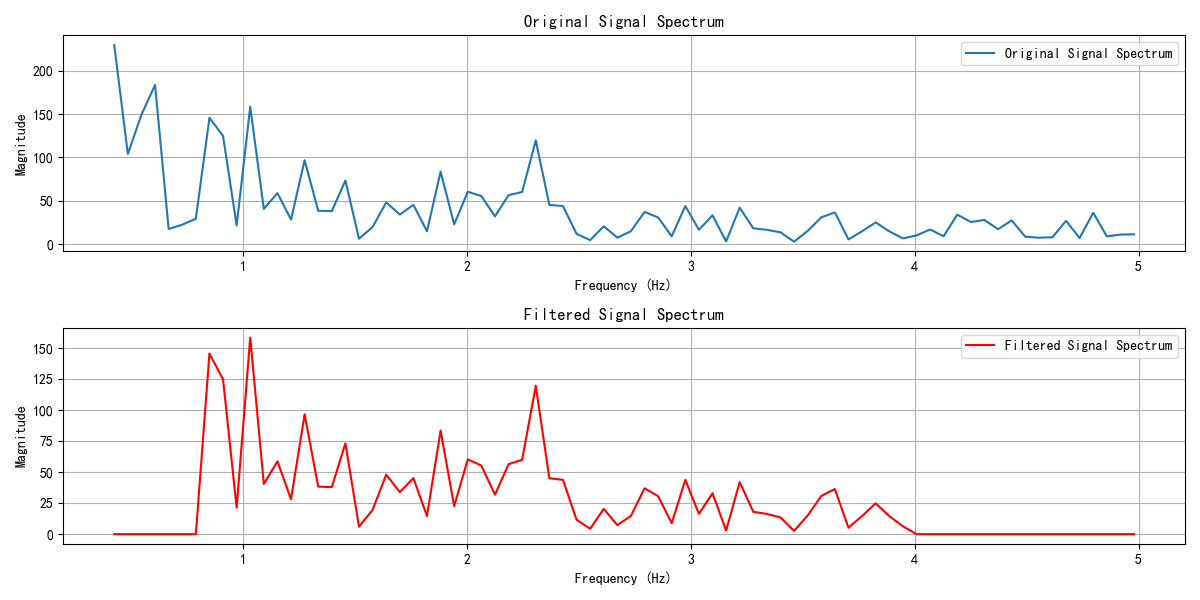 Original Signal Spectrum
Original Signal Spectrum
Magnitude
200
150
100
50
0
1 2 3 4 5
Frequency (Hz)
Filtered Signal Spectrum
Filtered Signal Spectrum
Magnitude
150
125
100
75
50
25
0
1 2 3 4 5
Frequency (Hz)